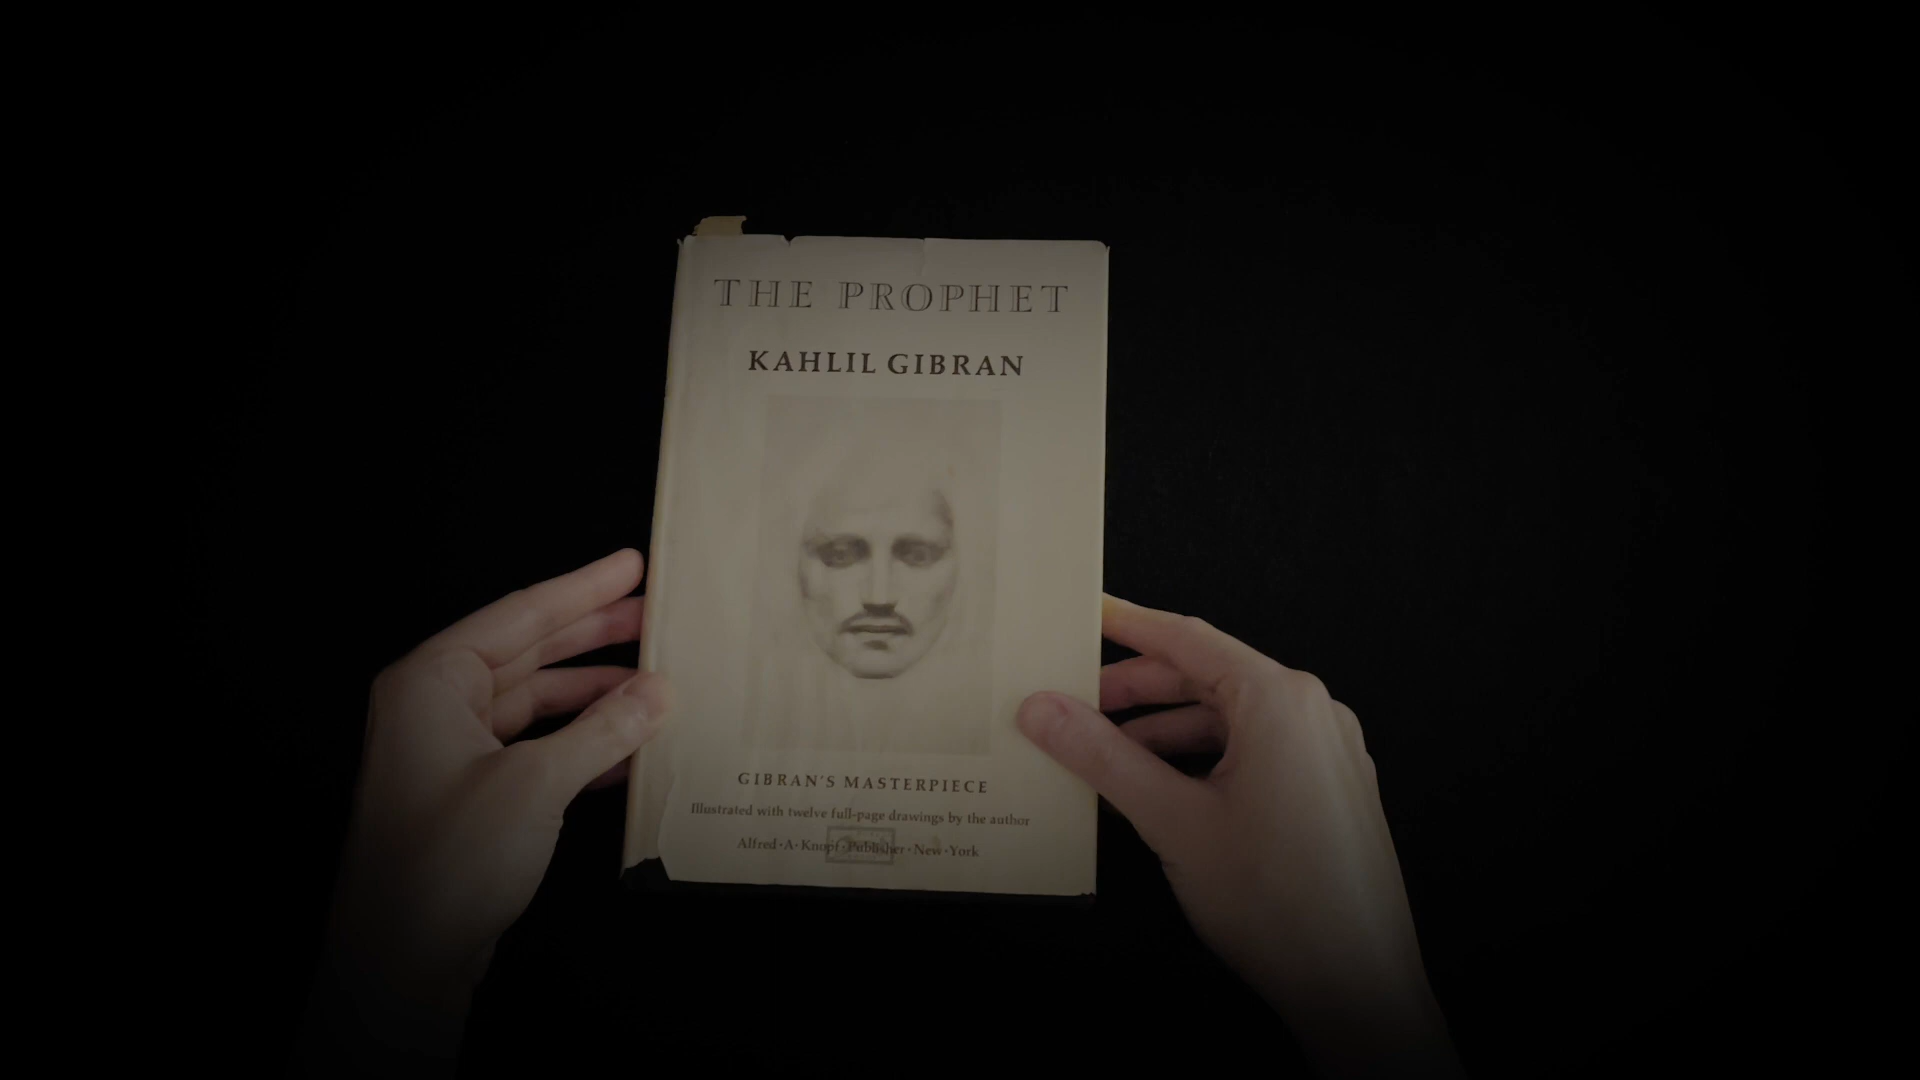 THE PROPHET
KAHLIL GIBRAN
GIBRAN'S MASTERPIECE
Illustrated with twelve full-page drawings by the author
Alfred·A·Knopf·Publisher·New·York